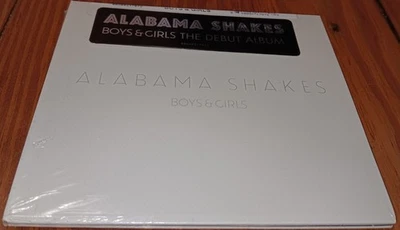 ALABAMA SHAKES
BOYS & GIRLS THE DEBUT ALBUM
ALABAMA SHAKES
BOYS & GIRLS